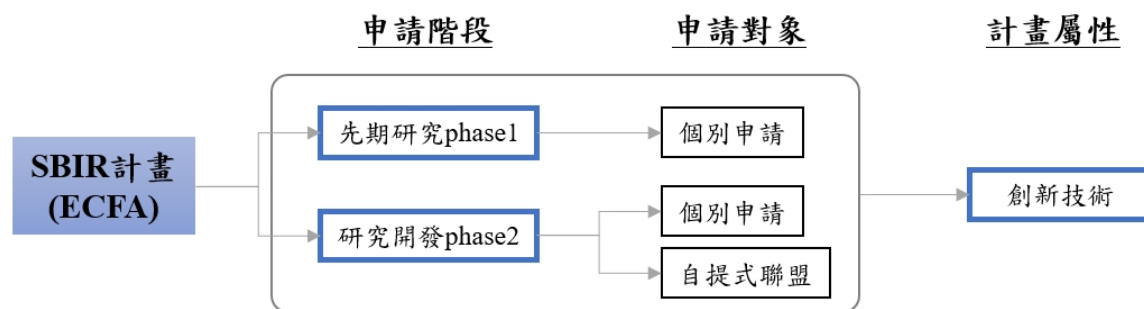 申請階段
申請對象
計畫屬性
SBIR計畫
(ECFA)
先期研究phase1
個別申請
研究開發phase2
個別申請
自提式聯盟
創新技術